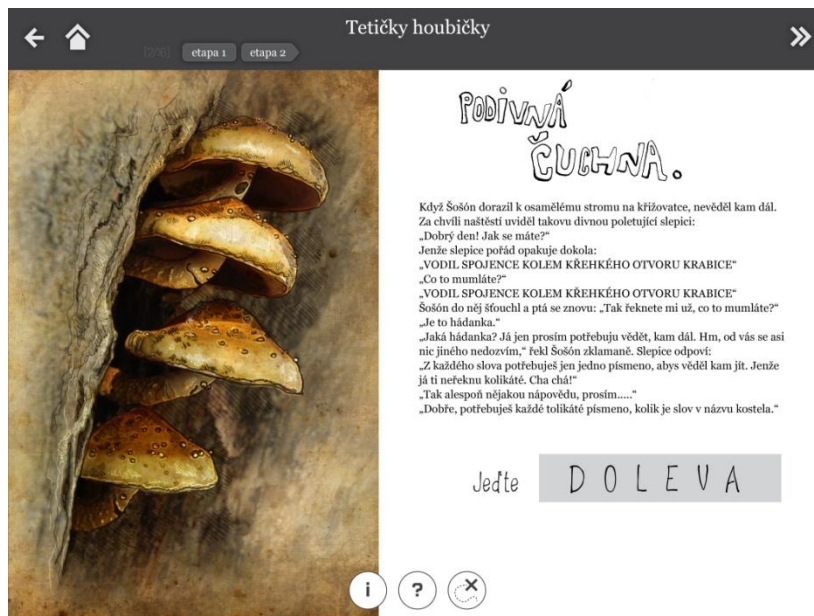 Tetičky houbičky
etapa 1 etapa 2
PODIVNÁ
ČUCHNA.
Když Šošón dorazil k osamělému stromu na křižovatce, nevěděl kam dál.
Za chvíli naštěstí uviděl takovu divnou poletující slepici:
„Dobrý den! Jak se máte?“
Jenže slepice pořád opakuje dokola:
„VODIL SPOJENCE KOLEM KŘEHKÉHO OTVORU KRABICE“
„Co to mumláte?“
„VODIL SPOJENCE KOLEM KŘEHKÉHO OTVORU KRABICE“
Šošón do něj šťouchl a ptá se znovu: „Tak řeknete mi už, co to mumláte?“
„Je to hádanka.“
„Jaká hádanka? Já jen prosím potřebuju vědět, kam dál. Hm, od vás se asi
nic jiného nedozvím,“ řekl Šošón zklamaně. Slepice odpoví:
„Z každého slova potřebuješ jen jedno písmeno, abys věděl kam jít. Jenže
já ti neřeknu kolikáté. Cha chá!“
„Tak alespoň nějakou nápovědu, prosím.....“
„Dobře, potřebuješ každé tolikáté písmeno, kolik je slov v názvu kostela.“
Jeďte DOLEVA
i ?